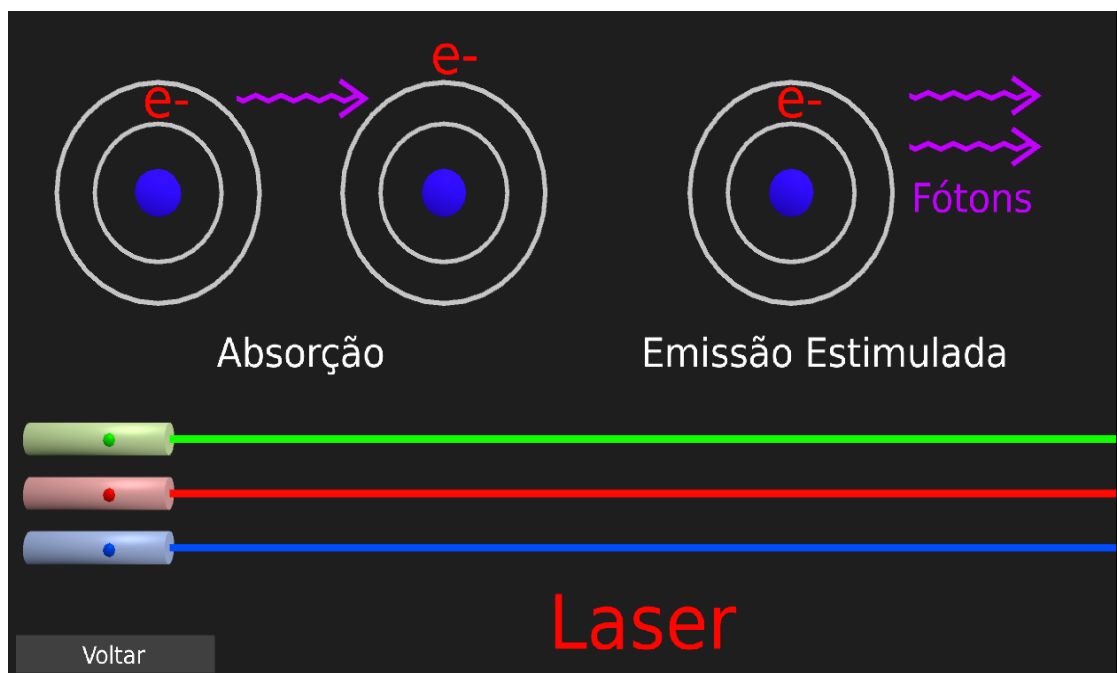 e-
e-
e-
Fótons
Absorção
Emissão Estimulada
Laser
Voltar